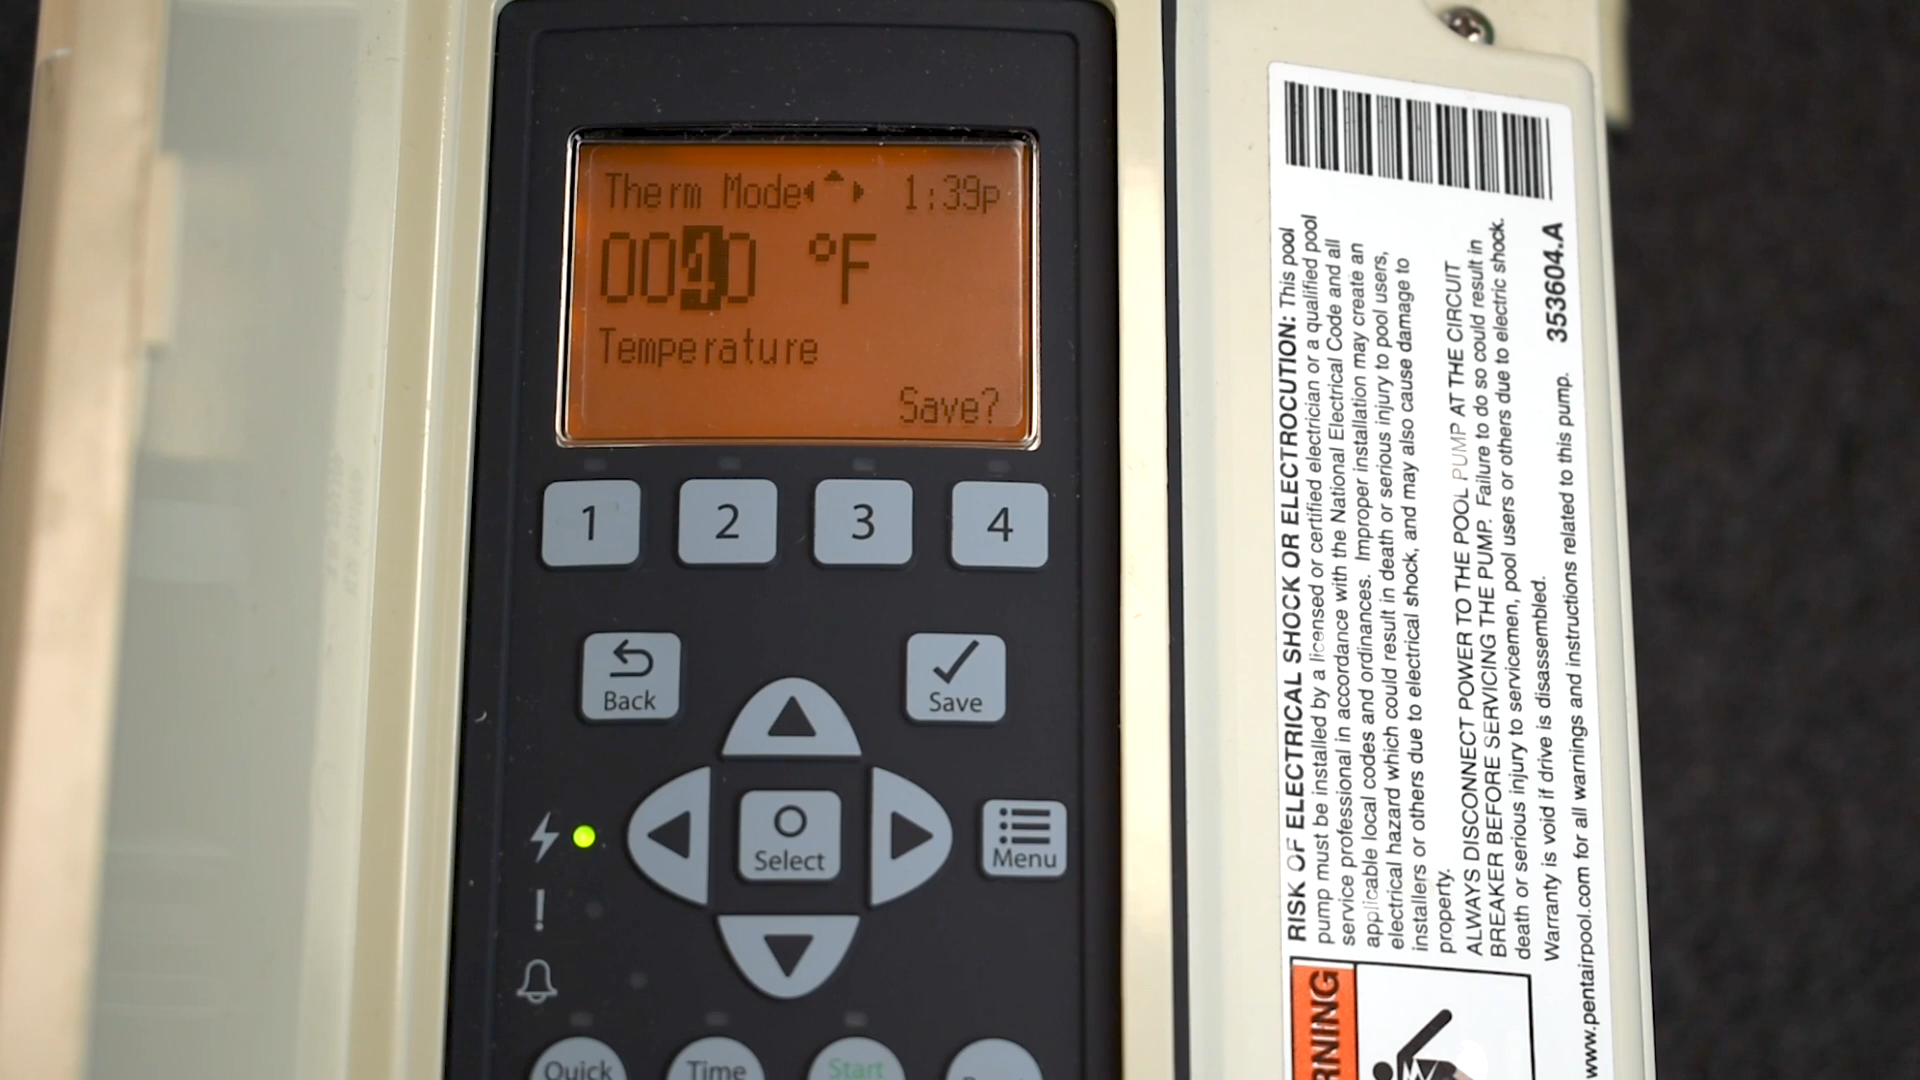 Therm Mode 1:39p
0040 °F
Temperature
Save?
1 2 3 4
Back
Save
Select
Menu
Quick
Time
Start
353604.A
RISK OF ELECTRICAL SHOCK OR ELECTROCUTION: This pool
pump must be installed by a licensed or certified electrician or a qualified pool
service professional in accordance with the National Electrical Code and all
applicable local codes and ordinances. Improper installation may create an
electrical hazard which could result in death or serious injury to pool users,
installers or others due to electrical shock, and may also cause damage to
property.
ALWAYS DISCONNECT POWER TO THE POOL PUMP AT THE CIRCUIT
BREAKER BEFORE SERVICING THE PUMP. Failure to do so could result in
death or serious injury to servicemen, pool users or others due to electric shock.
Warranty is void if drive is disassembled.
www.pentairpool.com for all warnings and instructions related to this pump.
RNING